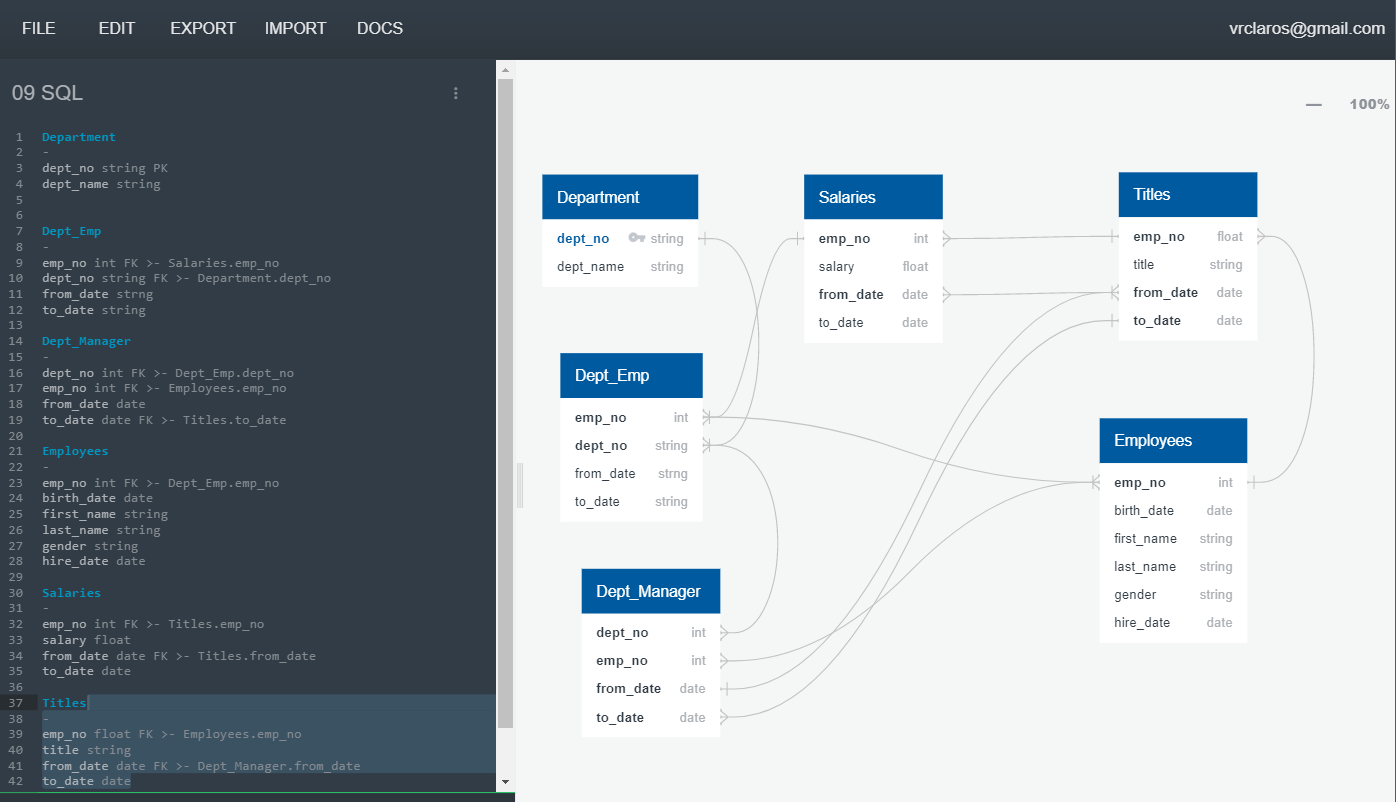 FILE EDIT EXPORT IMPORT DOCS vrclaros@gmail.com
09 SQL
1 Department
2 -
3 dept_no string PK
4 dept_name string
5
6
7 Dept_Emp
8 -
9 emp_no int FK >- Salaries.emp_no
10 dept_no string FK >- Department.dept_no
11 from_date strng
12 to_date string
13
14 Dept_Manager
15 -
16 dept_no int FK >- Dept_Emp.dept_no
17 emp_no int FK >- Employees.emp_no
18 from_date date
19 to_date date FK >- Titles.to_date
20
21 Employees
22 -
23 emp_no int FK >- Dept_Emp.emp_no
24 birth_date date
25 first_name string
26 last_name string
27 gender string
28 hire_date date
29
30 Salaries
31 -
32 emp_no int FK >- Titles.emp_no
33 salary float
34 from_date date FK >- Titles.from_date
35 to_date date
36
37 Titles
38 -
39 emp_no float FK >- Employees.emp_no
40 title string
41 from_date date FK >- Dept_Manager.from_date
42 to_date date
— 100%
Department
dept_no string
dept_name string
Salaries
emp_no int
salary float
from_date date
to_date date
Titles
emp_no float
title string
from_date date
to_date date
Dept_Emp
emp_no int
dept_no string
from_date strng
to_date string
Employees
emp_no int
birth_date date
first_name string
last_name string
gender string
hire_date date
Dept_Manager
dept_no int
emp_no int
from_date date
to_date date